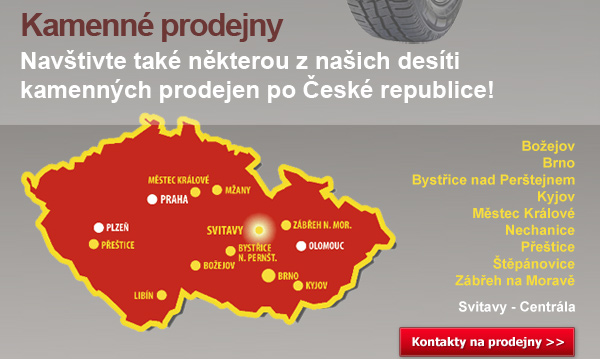 Kamenné prodejny
Navštivte také některou z našich desíti
kamenných prodejen po České republice!
MĚSTEC KRÁLOVÉ
MŽANY
PRAHA
PLZEŇ
PŘEŠTICE
SVITAVY
ZÁBŘEH N. MOR.
BYSTŘICE
N. PERNŠT.
OLOMOUC
BOŽEJOV
BRNO
KYJOV
LIBÍN
Božejov
Brno
Bystřice nad Perštejnem
Kyjov
Městec Králové
Nechanice
Přeštice
Štěpánovice
Zábřeh na Moravě
Svitavy - Centrála
Kontakty na prodejny >>